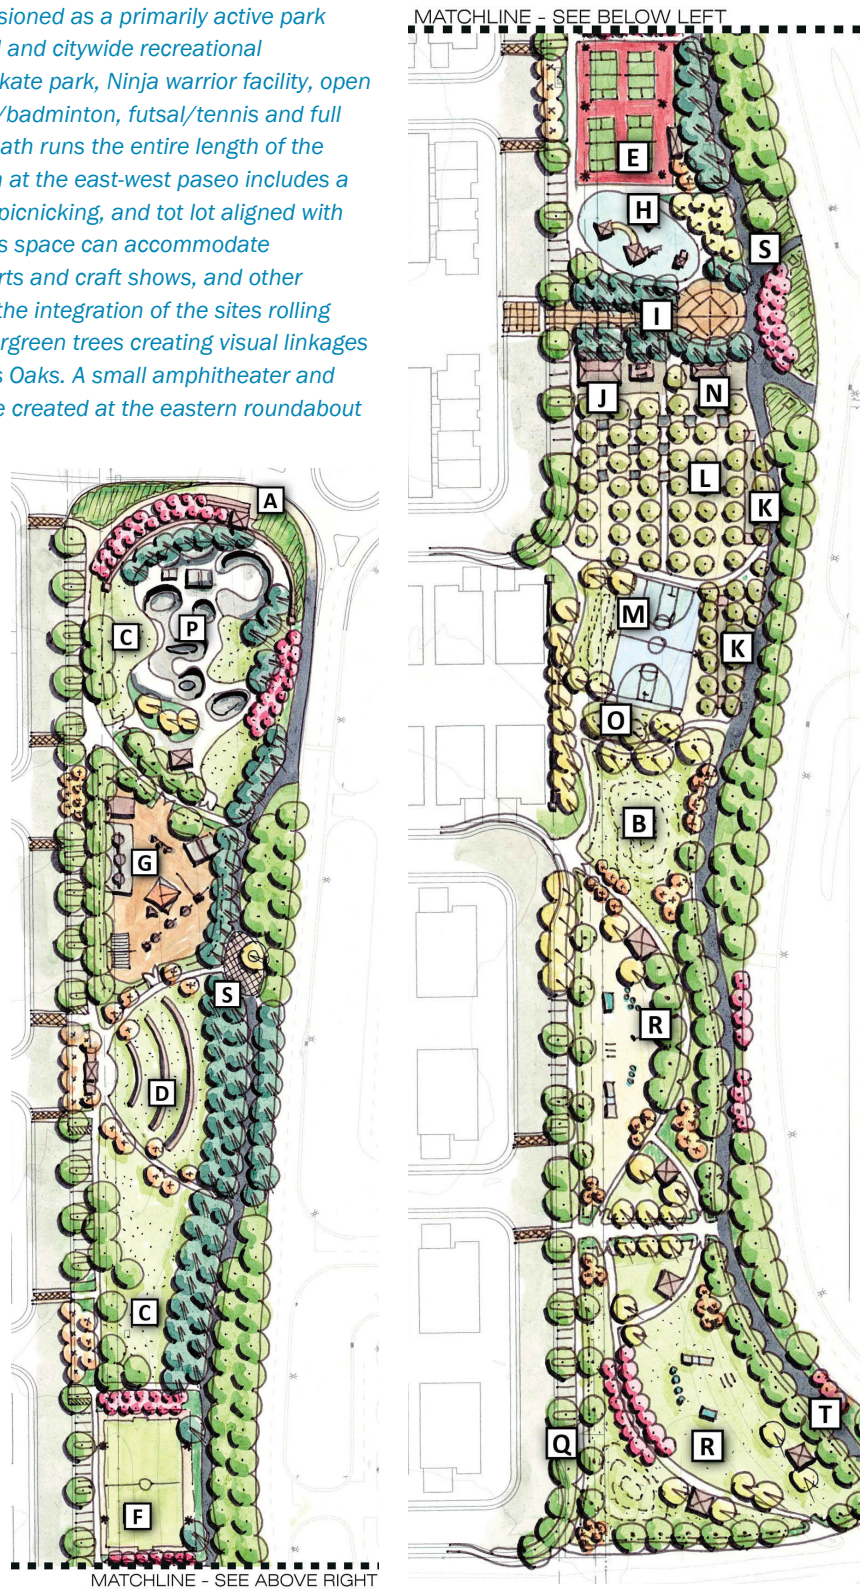 sioned as a primarily active park
l and citywide recreational
kate park, Ninja warrior facility, open
/badminton, futsal/tennis and full
ath runs the entire length of the
n at the east-west paseo includes a
picnicking, and tot lot aligned with
s space can accommodate
rts and craft shows, and other
the integration of the sites rolling
ergreen trees creating visual linkages
s Oaks. A small amphitheater and
e created at the eastern roundabout
A
C
P
G
S
D
C
F
MATCHLINE - SEE ABOVE RIGHT
MATCHLINE - SEE BELOW LEFT
E
H
S
I
J
N
L
K
M
K
O
B
R
T
Q
R